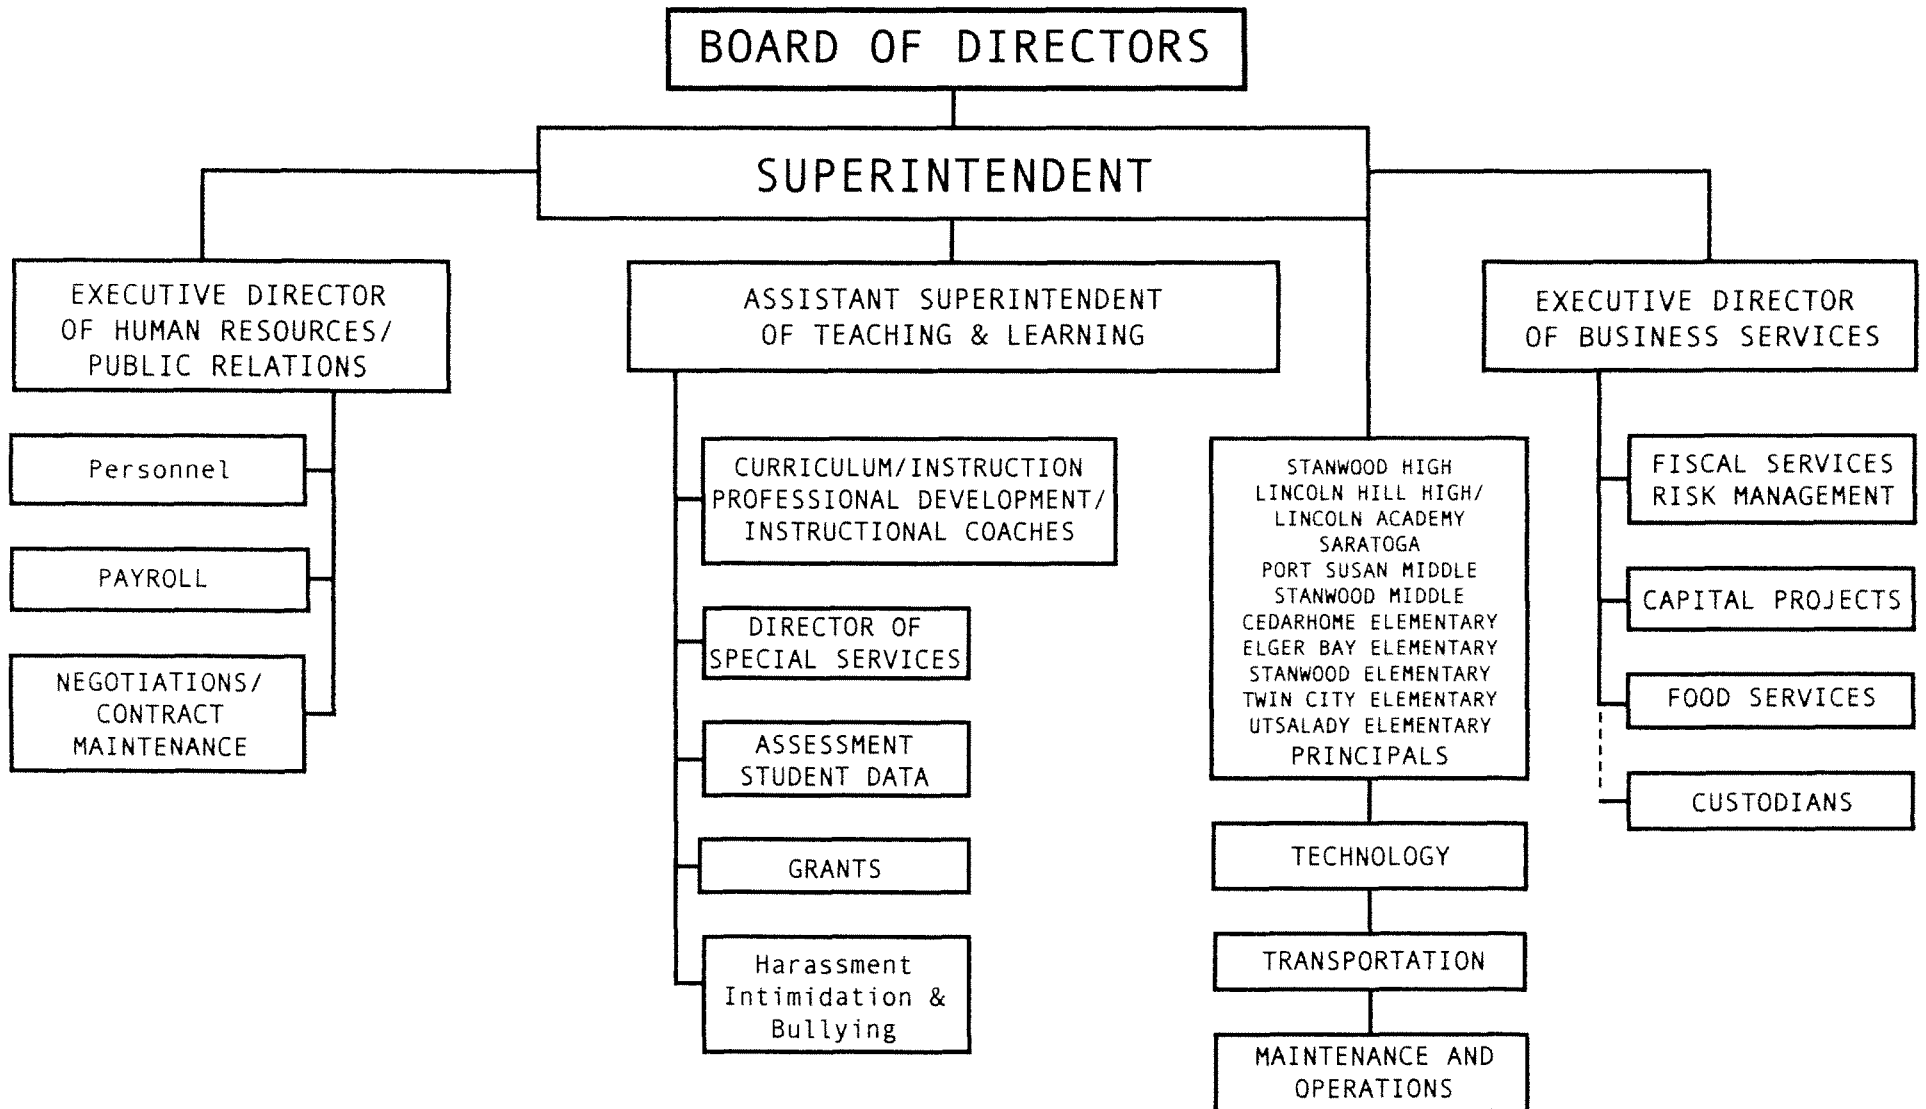 BOARD OF DIRECTORS
SUPERINTENDENT
EXECUTIVE DIRECTOR
OF HUMAN RESOURCES/
PUBLIC RELATIONS
Personnel
PAYROLL
NEGOTIATIONS/
CONTRACT
MAINTENANCE
ASSISTANT SUPERINTENDENT
OF TEACHING & LEARNING
CURRICULUM/INSTRUCTION
PROFESSIONAL DEVELOPMENT/
INSTRUCTIONAL COACHES
DIRECTOR OF
SPECIAL SERVICES
ASSESSMENT
STUDENT DATA
GRANTS
Harassment
Intimidation &
Bullying
STANWOOD HIGH
LINCOLN HILL HIGH/
LINCOLN ACADEMY
SARATOGA
PORT SUSAN MIDDLE
STANWOOD MIDDLE
CEDARHOME ELEMENTARY
ELGER BAY ELEMENTARY
STANWOOD ELEMENTARY
TWIN CITY ELEMENTARY
UTSALADY ELEMENTARY
PRINCIPALS
TECHNOLOGY
TRANSPORTATION
MAINTENANCE AND
OPERATIONS
EXECUTIVE DIRECTOR
OF BUSINESS SERVICES
FISCAL SERVICES
RISK MANAGEMENT
CAPITAL PROJECTS
FOOD SERVICES
CUSTODIANS